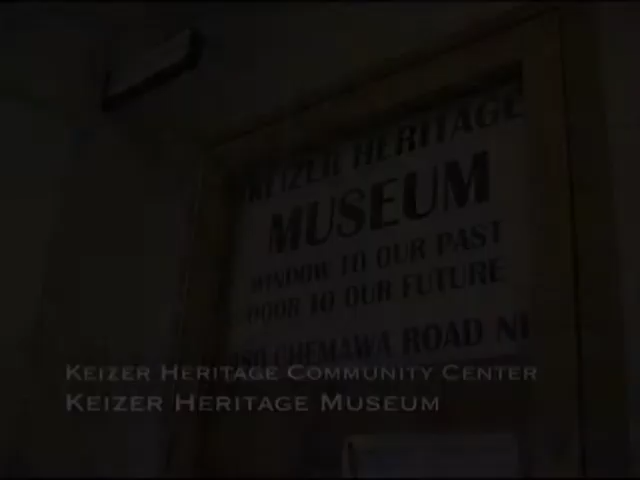 KEIZER HERITAGE
MUSEUM
WINDOW TO OUR PAST
DOOR TO OUR FUTURE
CHEMAWA ROAD
KEIZER HERITAGE COMMUNITY CENTER
KEIZER HERITAGE MUSEUM